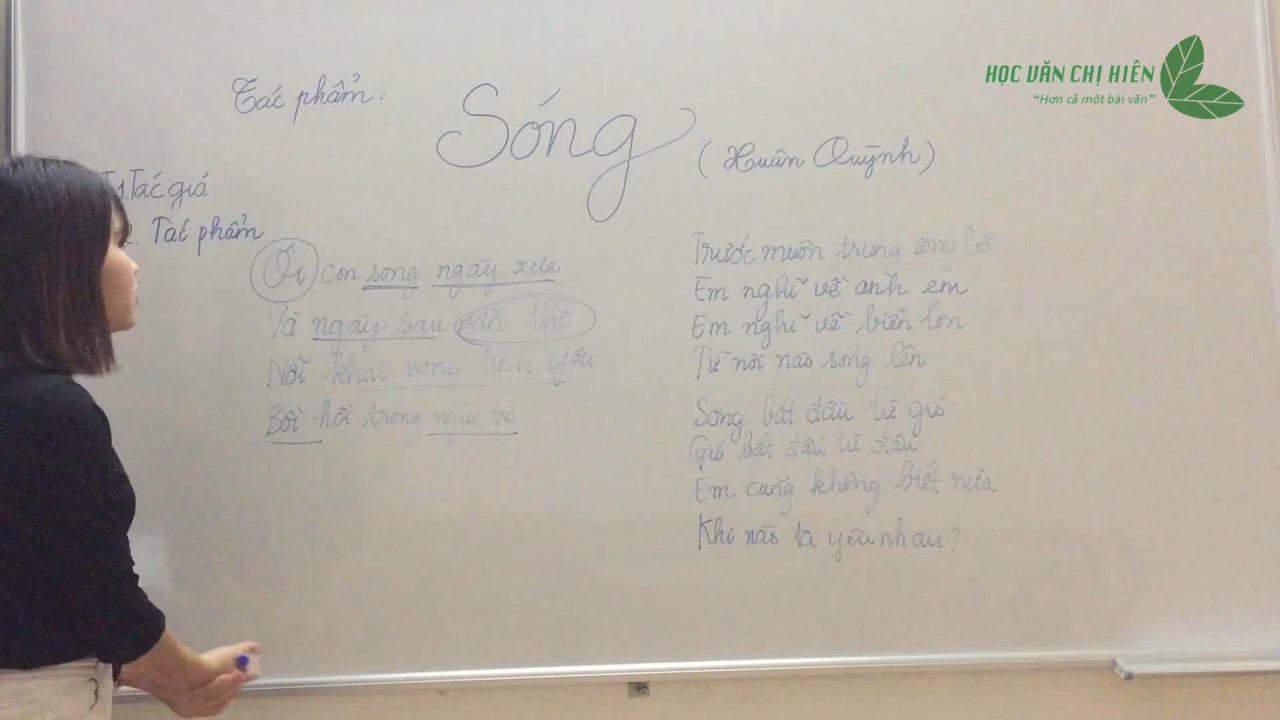 HỌC VĂN CHỊ HIÊN
“Hơn cả một bài văn”
Tác phẩm:
Sóng
(Xuân Quỳnh)
1. Tác giả
2. Tác phẩm
Ôi con sóng ngày xưa
Và ngày sau vẫn thế
Nỗi khát vọng tình yêu
Bồi hồi trong ngực trẻ
Trước muôn trùng sóng bể
Em nghĩ về anh em
Em nghĩ về biển lớn
Từ nơi nào sóng lên
Sóng bắt đầu từ gió
Gió bắt đầu từ đâu
Em cũng không biết nữa
Khi nào ta yêu nhau?